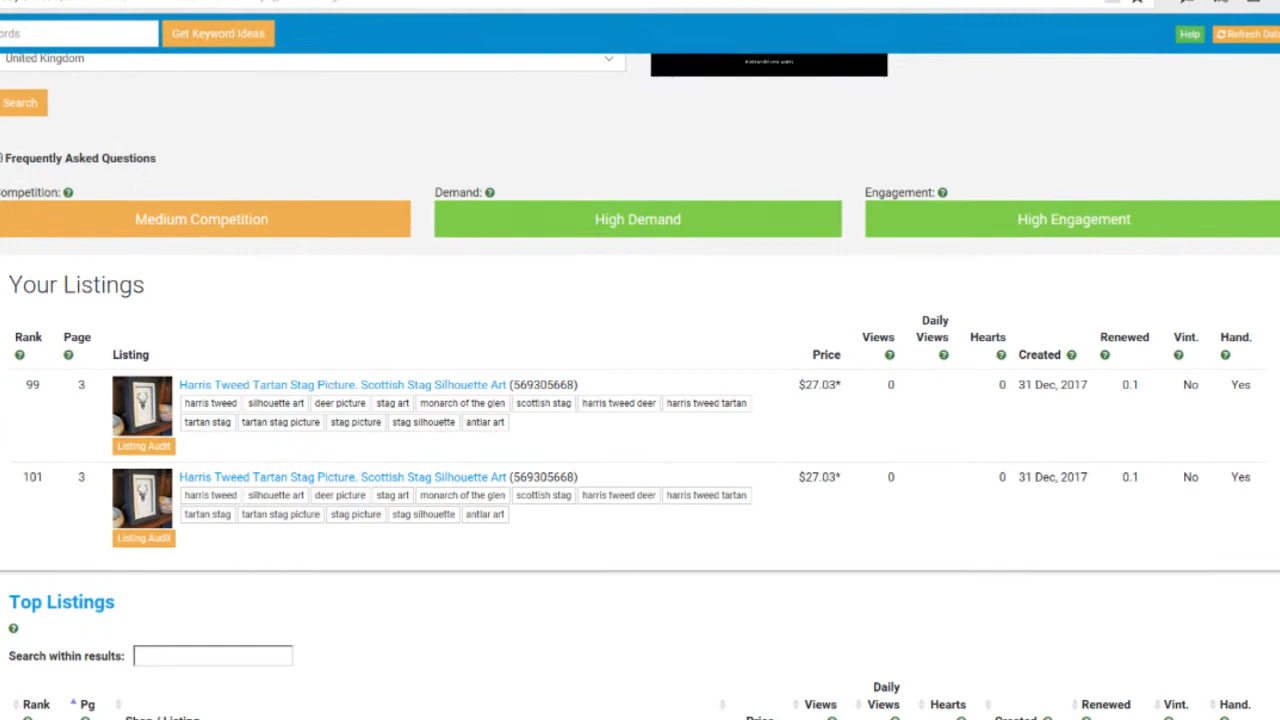 ords
Get Keyword Ideas
Help
Refresh Data
United Kingdom
Search
Frequently Asked Questions
ompetition:
Demand:
Engagement:
Medium Competition
High Demand
High Engagement
Your Listings
Rank Page Listing Price Views Daily Views Hearts Created Renewed Vint. Hand.
99 3 Harris Tweed Tartan Stag Picture. Scottish Stag Silhouette Art (569305668) $27.03* 0 0 31 Dec, 2017 0.1 No Yes
harris tweed silhouette art deer picture stag art monarch of the glen scottish stag harris tweed deer harris tweed tartan
tartan stag tartan stag picture stag picture stag silhouette antlar art
Listing Audit
101 3 Harris Tweed Tartan Stag Picture. Scottish Stag Silhouette Art (569305668) $27.03* 0 0 31 Dec, 2017 0.1 No Yes
harris tweed silhouette art deer picture stag art monarch of the glen scottish stag harris tweed deer harris tweed tartan
tartan stag tartan stag picture stag picture stag silhouette antlar art
Listing Audit
Top Listings
Search within results:
Rank Pg Shop / Listing Price Views Daily Views Hearts Created Renewed Vint. Hand.